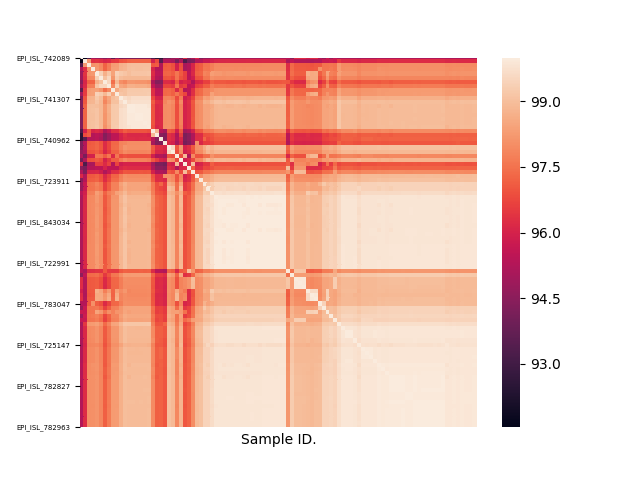 EPI_ISL_742089
EPI_ISL_741307
EPI_ISL_740962
EPI_ISL_723911
EPI_ISL_843034
EPI_ISL_722991
EPI_ISL_783047
EPI_ISL_725147
EPI_ISL_782827
EPI_ISL_782963
Sample ID.
99.0
97.5
96.0
94.5
93.0